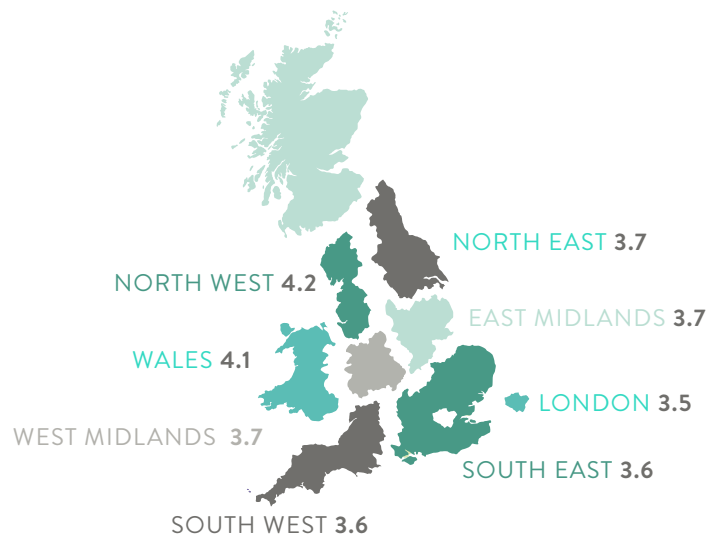 NORTH EAST 3.7
NORTH WEST 4.2
EAST MIDLANDS 3.7
WALES 4.1
LONDON 3.5
WEST MIDLANDS 3.7
SOUTH EAST 3.6
SOUTH WEST 3.6